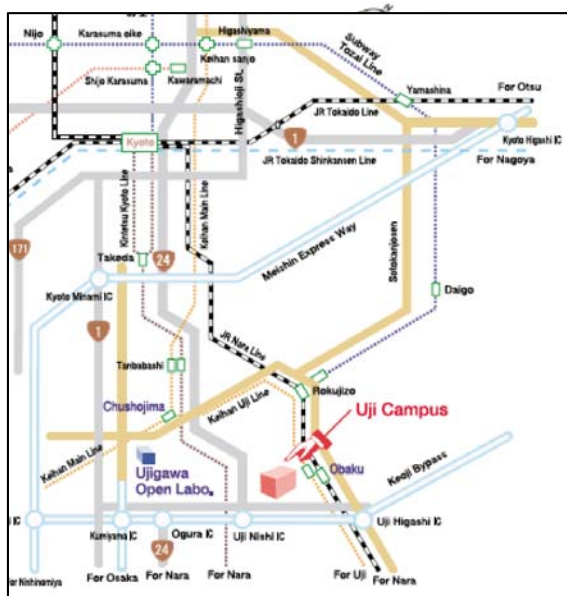 Nijo
Karasuma oike
Higashiyama
Keihan sanjo
Subway
Tozai Line
Shijo Karasuma
Kawaramachi
Higashioji St.
Yamashina
For Otsu
JR Tokaido Line
1
Kyoto Higashi IC
Kyoto
JR Tokaido Shinkansen Line
For Nagoya
Kintetsu Kyoto Line
Keihan Main Line
Sotokanjosen
171
24
Takeda
Meishin Express Way
Kyoto Minami IC
Daigo
1
JR Nara Line
Tanbabashi
Rokujizo
Chushojima
Keihan Uji Line
Uji Campus
Keihan Main Line
Ujigawa
Open Labo.
Obaku
Keoji Bypass
IC
Kumiyama IC
Ogura IC
Uji Nishi IC
Uji Higashi IC
24
For Nishinomiya
For Osaka
For Nara
For Nara
For Uji
For Nara